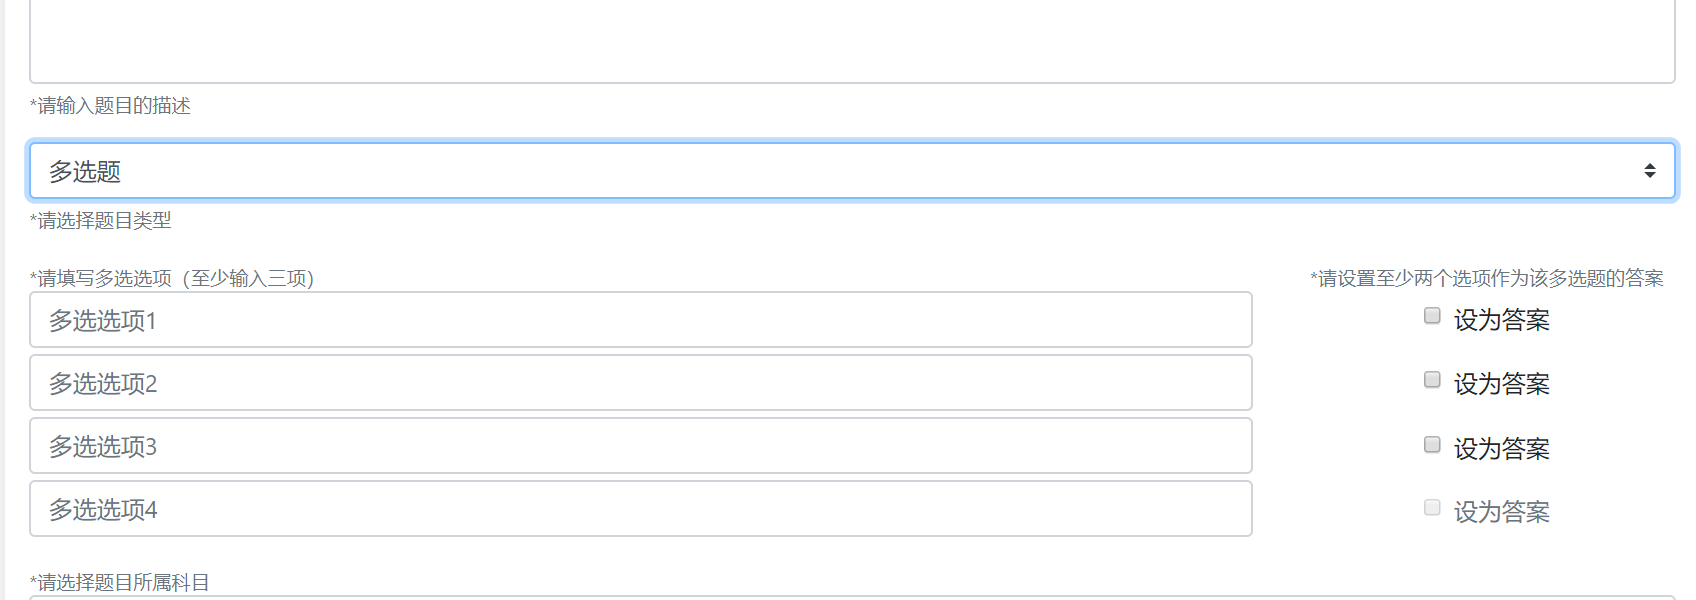 *请输入题目的描述
多选题
*请选择题目类型
*请填写多选选项（至少输入三项）
*请设置至少两个选项作为该多选题的答案
多选选项1
设为答案
多选选项2
设为答案
多选选项3
设为答案
多选选项4
设为答案
*请选择题目所属科目